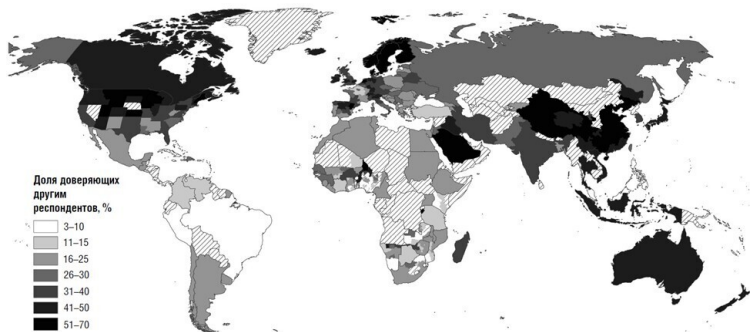 Доля доверяющих
другим
респондентов, %
3–10
11–15
16–25
26–30
31–40
41–50
51–70